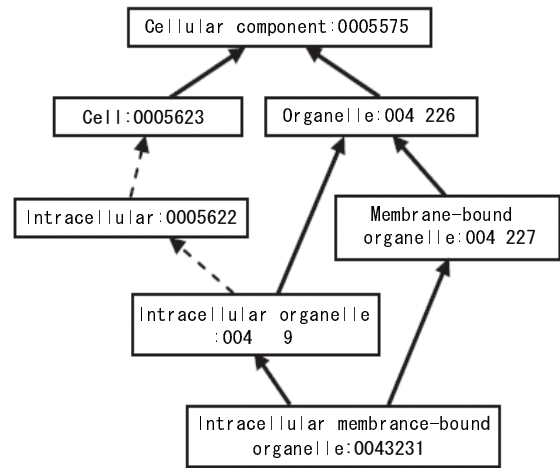 Cellular component:0005575
Cell:0005623
Organelle:004 226
Intracellular:0005622
Membrane-bound
organelle:004 227
Intracellular organelle
:004 9
Intracellular membrance-bound
organelle:0043231